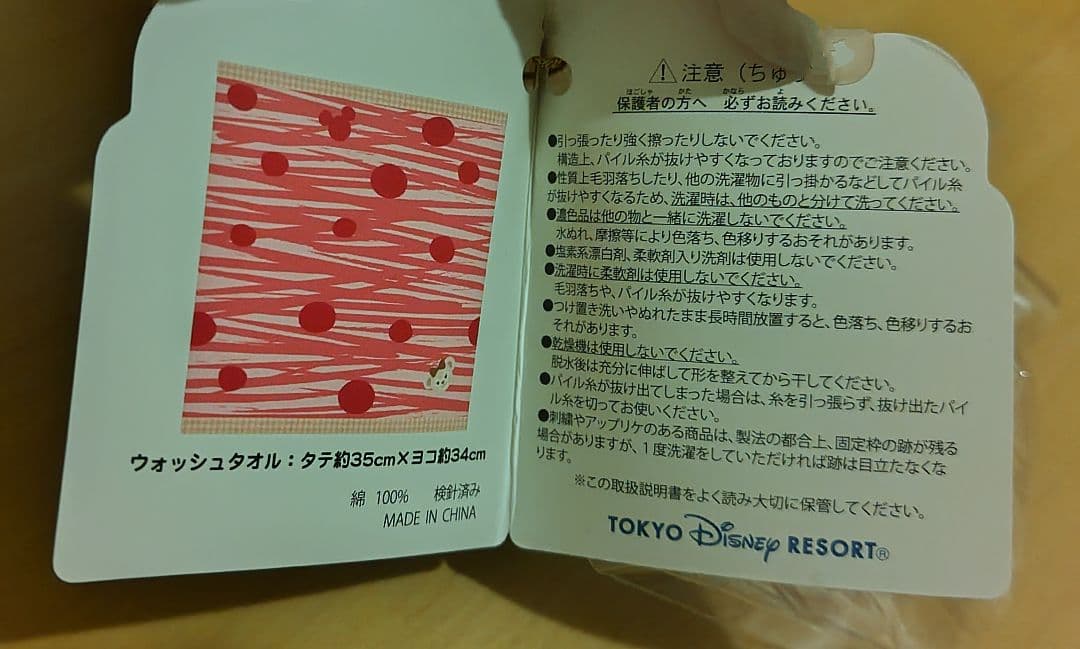 ウォッシュタオル：タテ約35cm×ヨコ約34cm
綿 100% 検針済み
MADE IN CHINA
⚠注意（ちゅう
はごしゃ かた かなら よ
保護者の方へ 必ずお読みください。
●引っ張ったり強く擦ったりしないでください。
構造上、パイル糸が抜けやすくなっておりますのでご注意ください。
●性質上毛羽落ちしたり、他の洗濯物に引っ掛かるなどしてパイル糸
が抜けやすくなるため、洗濯時は、他のものと分けて洗ってください。
●濃色品は他の物と一緒に洗濯しないでください。
水ぬれ、摩擦等により色落ち、色移りするおそれがあります。
●塩素系漂白剤、柔軟剤入り洗剤は使用しないでください。
●洗濯時に柔軟剤は使用しないでください。
毛羽落ちや、パイル糸が抜けやすくなります。
●つけ置き洗いやぬれたまま長時間放置すると、色落ち、色移りするお
それがあります。
●乾燥機は使用しないでください。
脱水後は充分に伸ばして形を整えてから干してください。
●パイル糸が抜け出てしまった場合は、糸を引っ張らず、抜け出たパイ
ル糸を切ってお使いください。
●刺繍やアップリケのある商品は、製法の都合上、固定枠の跡が残る
場合がありますが、1度洗濯をしていただければ跡は目立たなくな
ります。
※この取扱説明書をよく読み大切に保管してください。
TOKYO Disney RESORT®